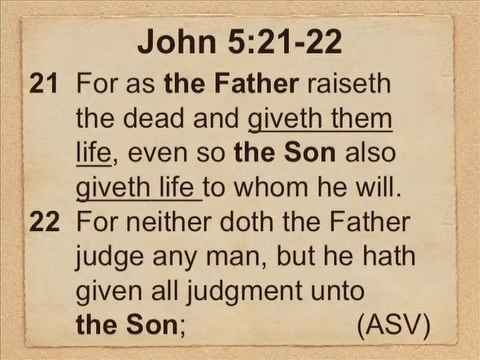 John 5:21-22
21 For as the Father raiseth
the dead and giveth them
life, even so the Son also
giveth life to whom he will.
22 For neither doth the Father
judge any man, but he hath
given all judgment unto
the Son; (ASV)